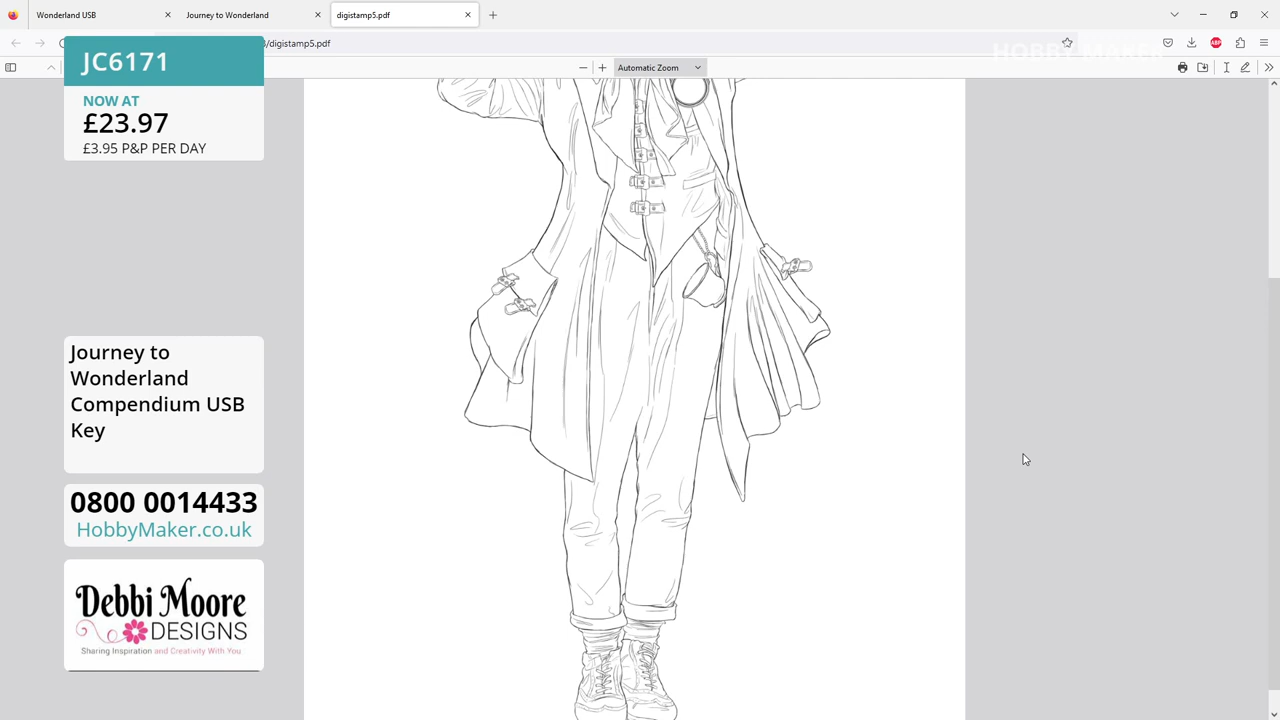 Wonderland USB
Journey to Wonderland
digistamp5.pdf
/digistamp5.pdf
HOBBY MAKER
Automatic Zoom
JC6171
NOW AT
£23.97
£3.95 P&P PER DAY
Journey to
Wonderland
Compendium USB
Key
0800 0014433
HobbyMaker.co.uk
Debbi Moore
DESIGNS
Sharing Inspiration and Creativity With You